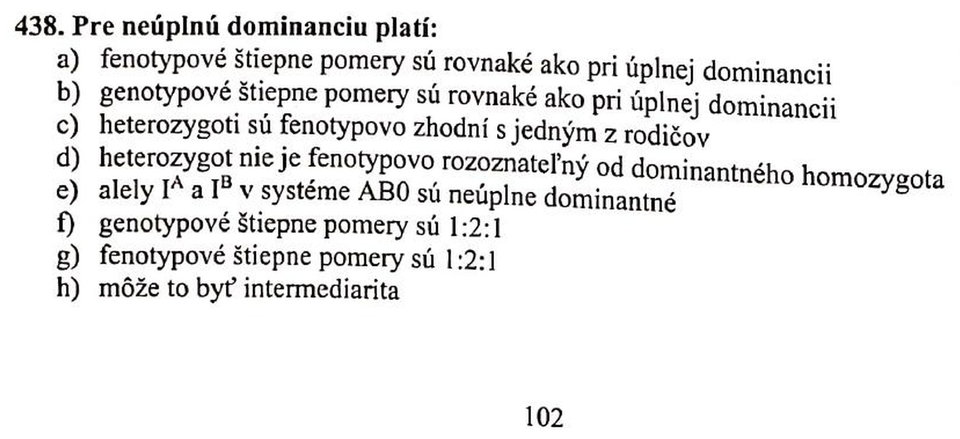 438. Pre neúplnú dominanciu platí:
a) fenotypové štiepne pomery sú rovnaké ako pri úplnej dominancii
b) genotypové štiepne pomery sú rovnaké ako pri úplnej dominancii
c) heterozygoti sú fenotypovo zhodní s jedným z rodičov
d) heterozygot nie je fenotypovo rozoznateľný od dominantného homozygota
e) alely Iᴬ a Iᴮ v systéme AB0 sú neúplne dominantné
f) genotypové štiepne pomery sú 1:2:1
g) fenotypové štiepne pomery sú 1:2:1
h) môže to byť intermediarita
102